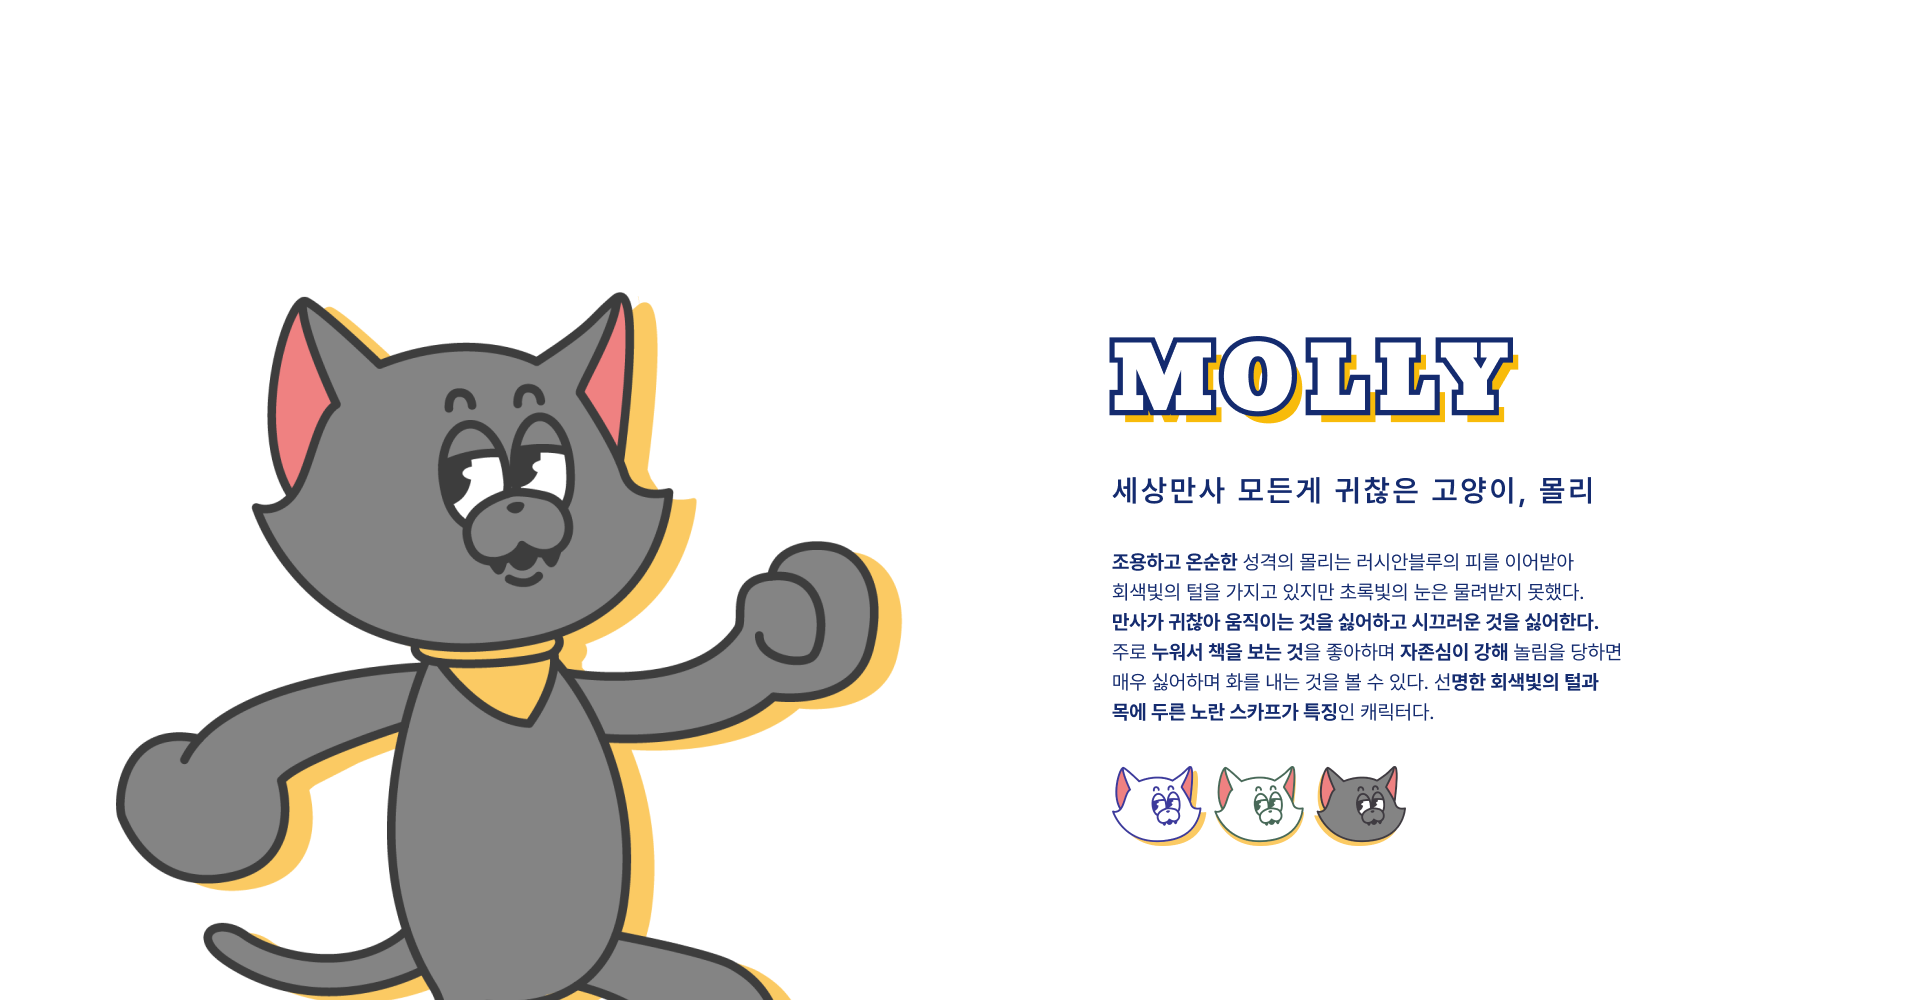 MOLLY
세상만사 모든게 귀찮은 고양이, 몰리
조용하고 온순한 성격의 몰리는 러시안블루의 피를 이어받아
회색빛의 털을 가지고 있지만 초록빛의 눈은 물려받지 못했다.
만사가 귀찮아 움직이는 것을 싫어하고 시끄러운 것을 싫어한다.
주로 누워서 책을 보는 것을 좋아하며 자존심이 강해 놀림을 당하면
매우 싫어하며 화를 내는 것을 볼 수 있다. 선명한 회색빛의 털과
목에 두른 노란 스카프가 특징인 캐릭터다.